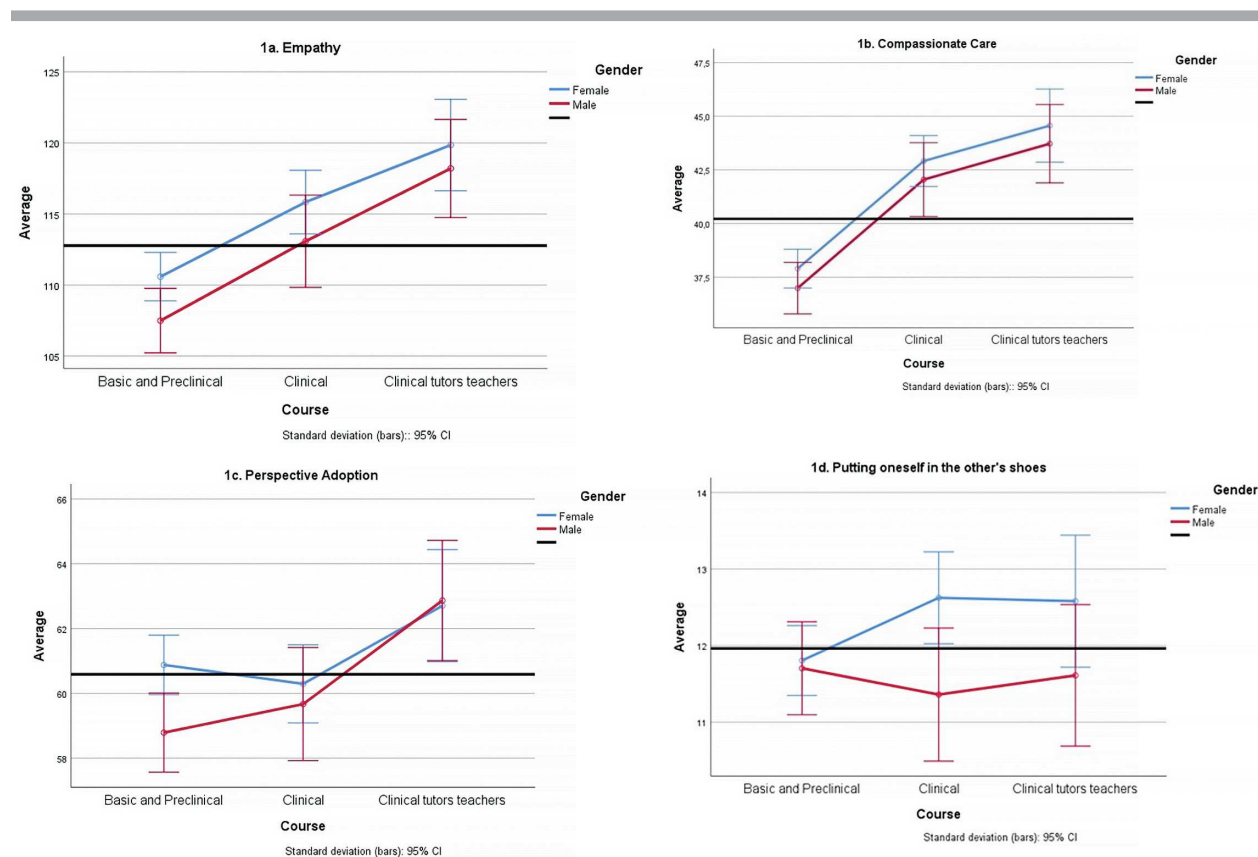 1a. Empathy
Gender
Female
Male
125
120
115
110
105
Average
Basic and Preclinical Clinical Clinical tutors teachers
Course
Standard deviation (bars):: 95% CI
1b. Compassionate Care
Gender
Female
Male
47,5
45,0
42,5
40,0
37,5
Average
Basic and Preclinical Clinical Clinical tutors teachers
Course
Standard deviation (bars):: 95% CI
1c. Perspective Adoption
Gender
Female
Male
66
64
62
60
58
Average
Basic and Preclinical Clinical Clinical tutors teachers
Course
Standard deviation (bars): 95% CI
1d. Putting oneself in the other's shoes
Gender
Female
Male
14
13
12
11
Average
Basic and Preclinical Clinical Clinical tutors teachers
Course
Standard deviation (bars): 95% CI